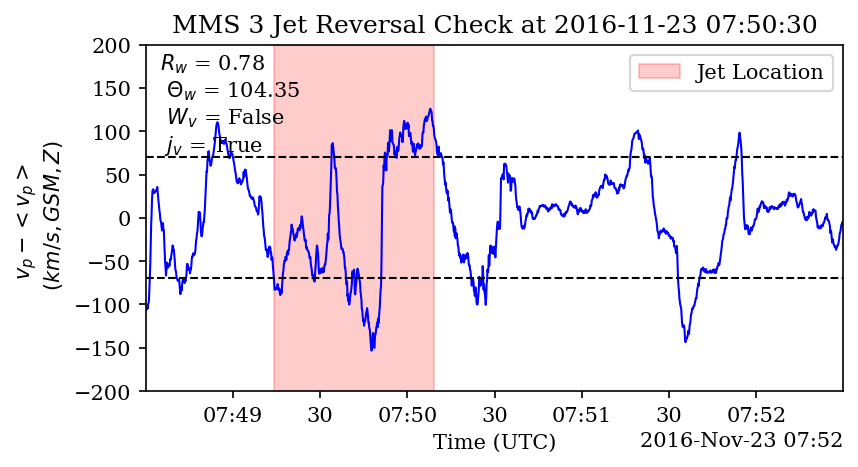 MMS 3 Jet Reversal Check at 2016-11-23 07:50:30
200
150
100
50
0
−50
−100
−150
−200
v_p − < v_p >
(km/s, GSM, Z)
R_w = 0.78
Θ_w = 104.35
W_v = False
j_v = True
Jet Location
07:49 30 07:50 30 07:51 30 07:52
Time (UTC)
2016-Nov-23 07:52